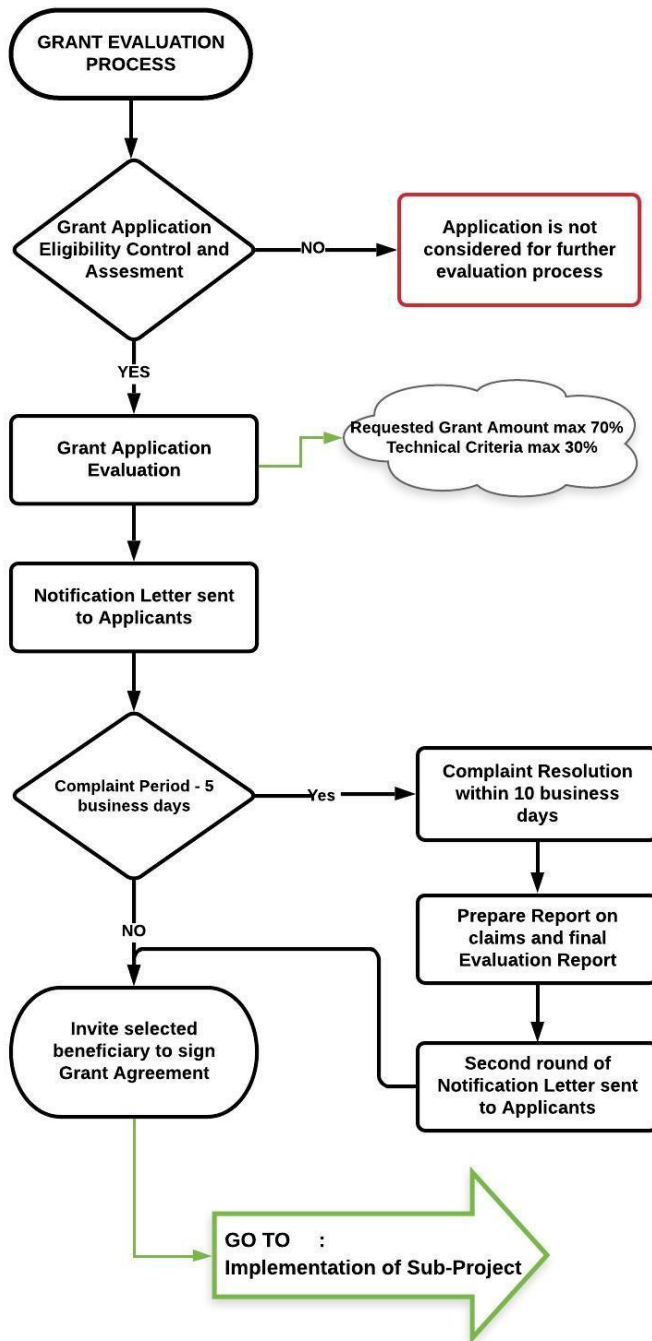 GRANT EVALUATION
PROCESS
Grant Application
Eligibility Control and
Assesment
NO
Application is not
considered for further
evaluation process
YES
Grant Application
Evaluation
Requested Grant Amount max 70%
Technical Criteria max 30%
Notification Letter sent
to Applicants
Complaint Period - 5
business days
Yes
Complaint Resolution
within 10 business
days
Prepare Report on
claims and final
Evaluation Report
NO
Invite selected
beneficiary to sign
Grant Agreement
Second round of
Notification Letter sent
to Applicants
GO TO :
Implementation of Sub-Project